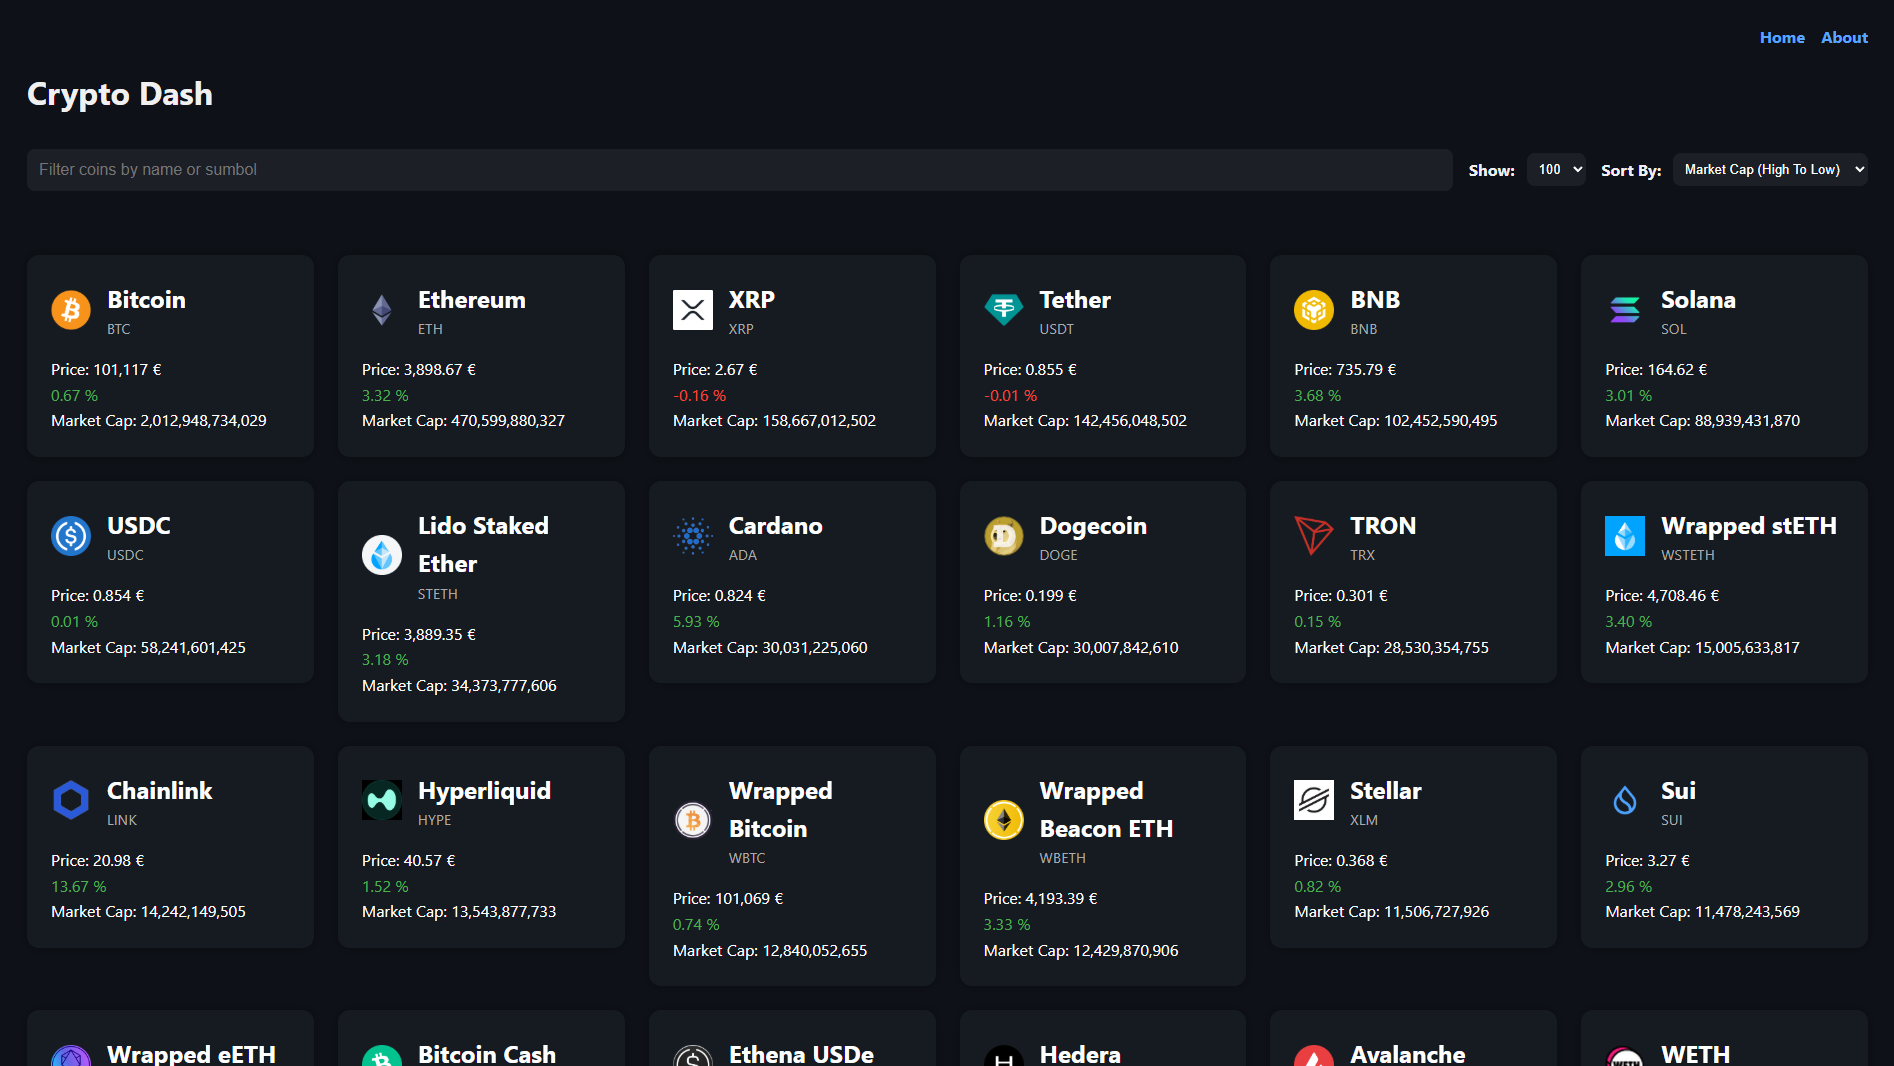 Home About
Crypto Dash
Filter coins by name or sumbol
Show: 100 Sort By: Market Cap (High To Low)
Bitcoin
BTC
Price: 101,117 €
0.67 %
Market Cap: 2,012,948,734,029
Ethereum
ETH
Price: 3,898.67 €
3.32 %
Market Cap: 470,599,880,327
XRP
XRP
Price: 2.67 €
-0.16 %
Market Cap: 158,667,012,502
Tether
USDT
Price: 0.855 €
-0.01 %
Market Cap: 142,456,048,502
BNB
BNB
Price: 735.79 €
3.68 %
Market Cap: 102,452,590,495
Solana
SOL
Price: 164.62 €
3.01 %
Market Cap: 88,939,431,870
USDC
USDC
Price: 0.854 €
0.01 %
Market Cap: 58,241,601,425
Lido Staked
Ether
STETH
Price: 3,889.35 €
3.18 %
Market Cap: 34,373,777,606
Cardano
ADA
Price: 0.824 €
5.93 %
Market Cap: 30,031,225,060
Dogecoin
DOGE
Price: 0.199 €
1.16 %
Market Cap: 30,007,842,610
TRON
TRX
Price: 0.301 €
0.15 %
Market Cap: 28,530,354,755
Wrapped stETH
WSTETH
Price: 4,708.46 €
3.40 %
Market Cap: 15,005,633,817
Chainlink
LINK
Price: 20.98 €
13.67 %
Market Cap: 14,242,149,505
Hyperliquid
HYPE
Price: 40.57 €
1.52 %
Market Cap: 13,543,877,733
Wrapped
Bitcoin
WBTC
Price: 101,069 €
0.74 %
Market Cap: 12,840,052,655
Wrapped
Beacon ETH
WBETH
Price: 4,193.39 €
3.33 %
Market Cap: 12,429,870,906
Stellar
XLM
Price: 0.368 €
0.82 %
Market Cap: 11,506,727,926
Sui
SUI
Price: 3.27 €
2.96 %
Market Cap: 11,478,243,569
Wrapped eETH
Bitcoin Cash
Ethena USDe
Hedera
Avalanche
WETH